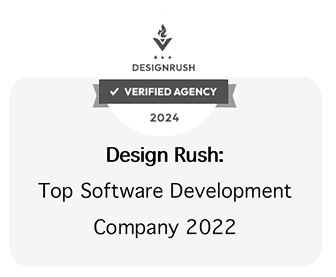 DESIGNRUSH
VERIFIED AGENCY
2024
Design Rush:
Top Software Development
Company 2022